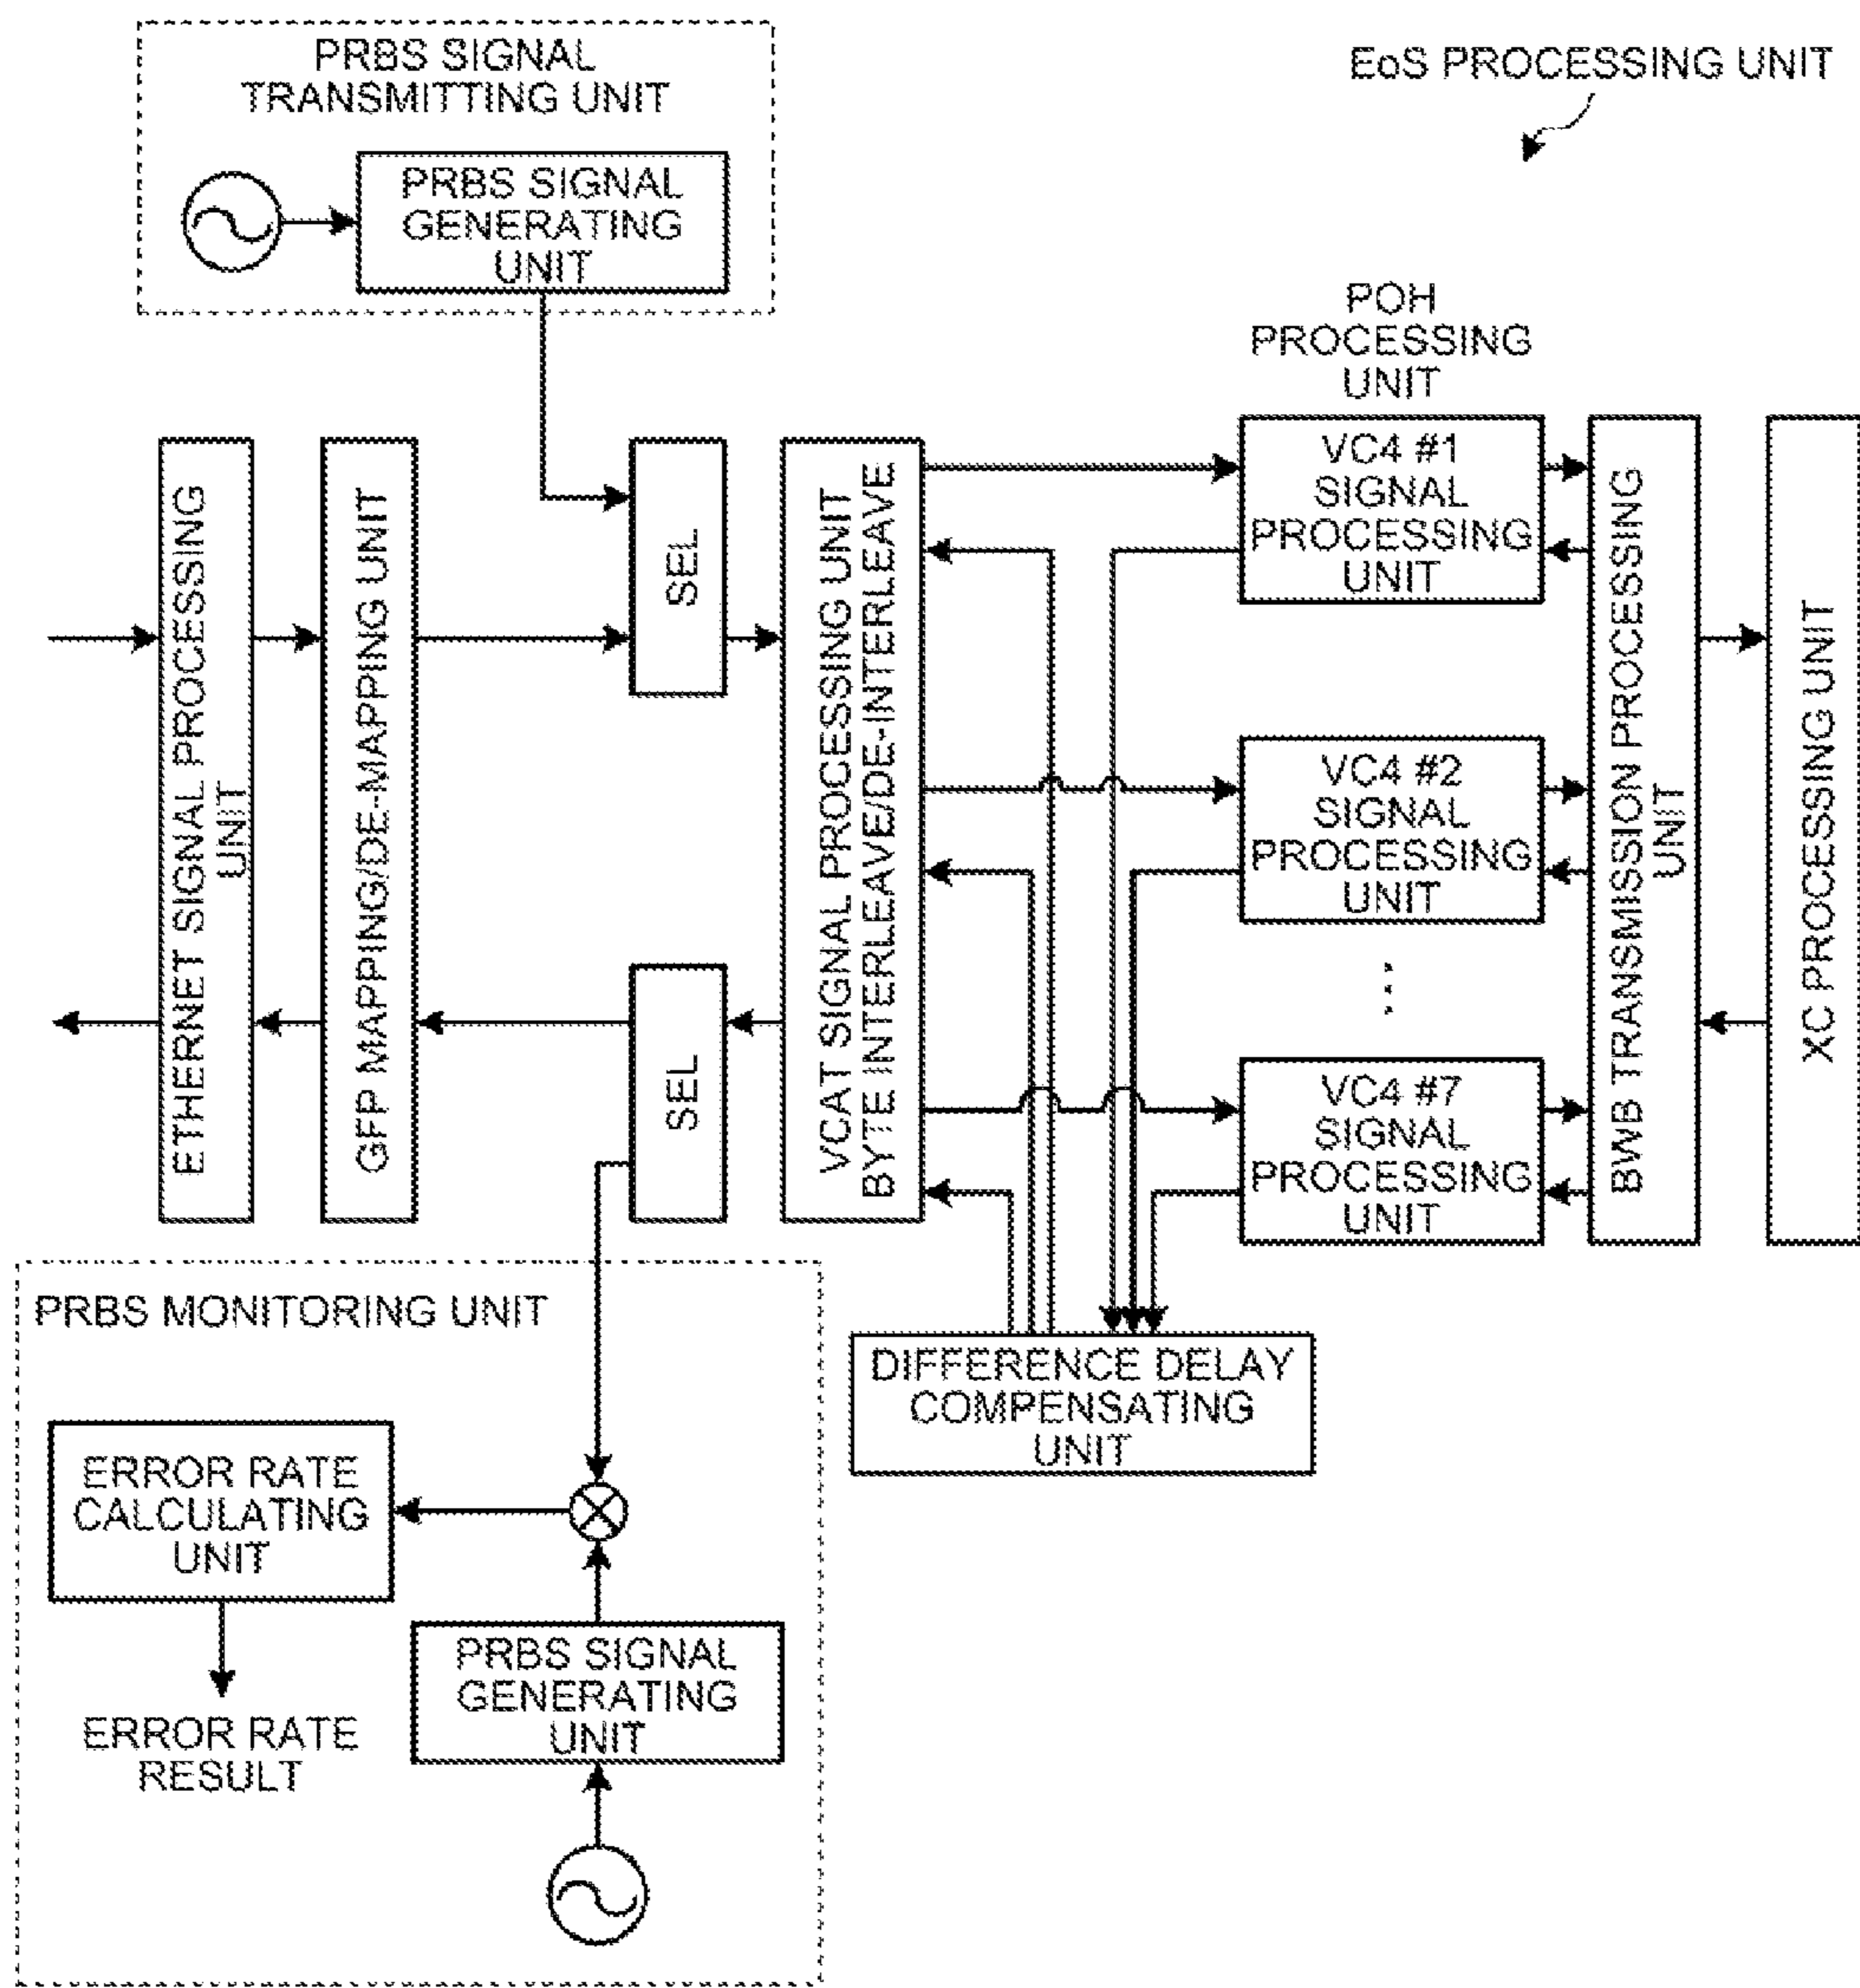 PRBS SIGNAL
TRANSMITTING UNIT
EoS PROCESSING UNIT
PRBS SIGNAL
GENERATING
UNIT
POH
PROCESSING
UNIT
ETHERNET SIGNAL PROCESSING
UNIT
GFP MAPPING/DE-MAPPING UNIT
SEL
SEL
VCAT SIGNAL PROCESSING UNIT
BYTE INTERLEAVE/DE-INTERLEAVE
VC4 #1
SIGNAL
PROCESSING
UNIT
VC4 #2
SIGNAL
PROCESSING
UNIT
VC4 #7
SIGNAL
PROCESSING
UNIT
BWB TRANSMISSION PROCESSING
UNIT
XC PROCESSING UNIT
PRBS MONITORING UNIT
DIFFERENCE DELAY
COMPENSATING
UNIT
ERROR RATE
CALCULATING
UNIT
PRBS SIGNAL
GENERATING
UNIT
ERROR RATE
RESULT